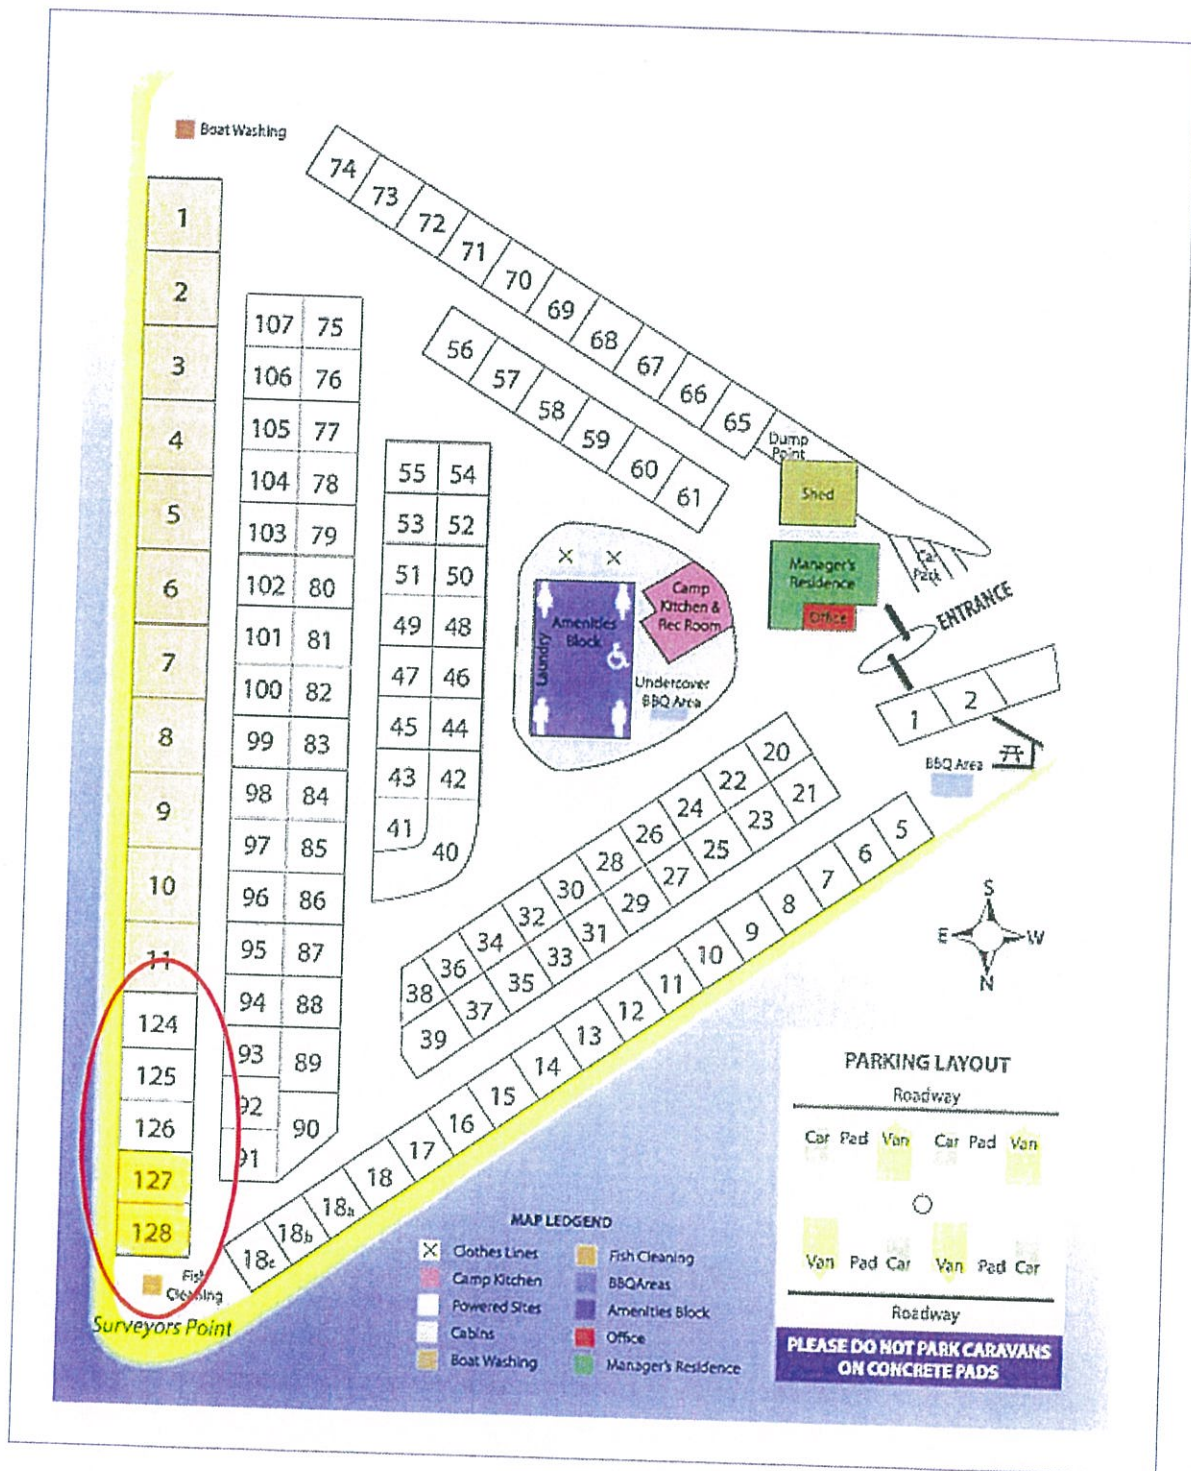 Boat Washing
1
2
3
4
5
6
7
8
9
10
11
124
125
126
127
128
Fish
Cleaning
Surveyors Point
74
73
72
71
70
69
68
67
66
65
Dump
Point
Shed
56
57
58
59
60
61
107 75
106 76
105 77
104 78
103 79
102 80
101 81
100 82
99 83
98 84
97 85
96 86
95 87
94 88
93 89
92
90
91
55 54
53 52
51 50
49 48
47 46
45 44
43 42
41 40
Laundry
Amenities
Block
Camp
Kitchen &
Rec Room
Undercover
BBQ Area
Manager's
Residence
Office
Car
Park
ENTRANCE
1
2
BBQ Area
20
22
21
24
23
26
25
28
27
30
29
32
31
34
33
36
35
38
37
39
5
6
7
8
9
10
11
12
13
14
15
16
17
18
18a
18b
18c
S
E W
N
PARKING LAYOUT
Roadway
Car Pad Van Car Pad Van
Van Pad Car Van Pad Car
Roadway
PLEASE DO NOT PARK CARAVANS
ON CONCRETE PADS
MAP LEDGEND
X Clothes Lines
Camp Kitchen
Powered Sites
Cabins
Boat Washing
Fish Cleaning
BBQAreas
Amenities Block
Office
Manager's Residence